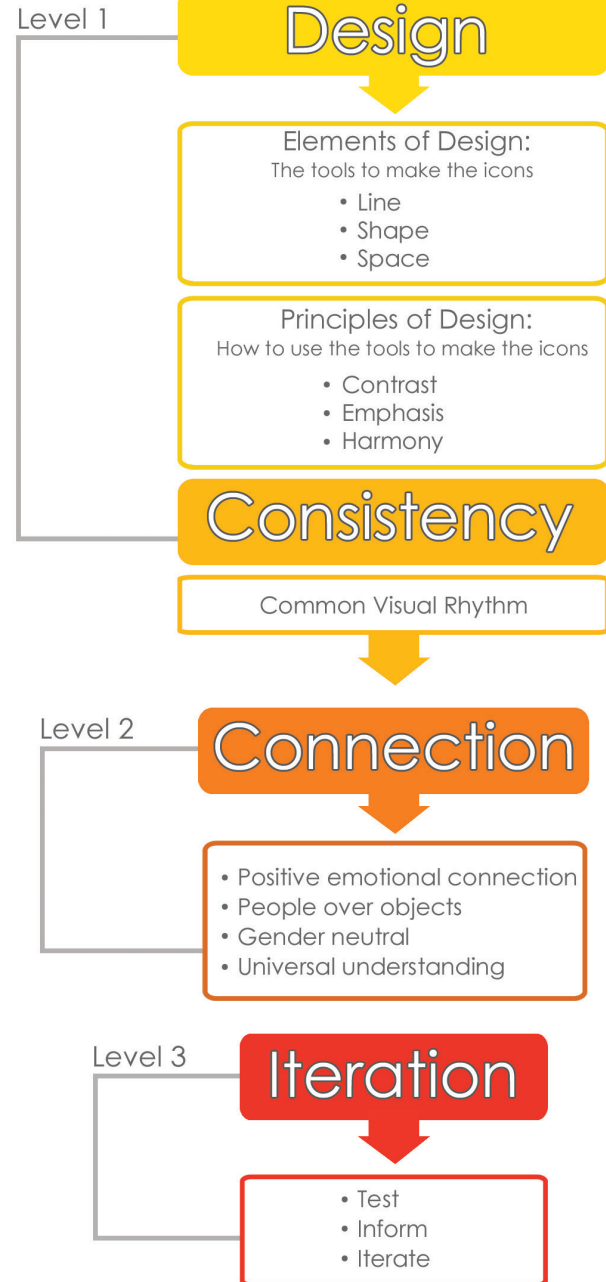 Level 1
Design
Elements of Design:
The tools to make the icons
• Line
• Shape
• Space
Principles of Design:
How to use the tools to make the icons
• Contrast
• Emphasis
• Harmony
Consistency
Common Visual Rhythm
Level 2
Connection
• Positive emotional connection
• People over objects
• Gender neutral
• Universal understanding
Level 3
Iteration
• Test
• Inform
• Iterate